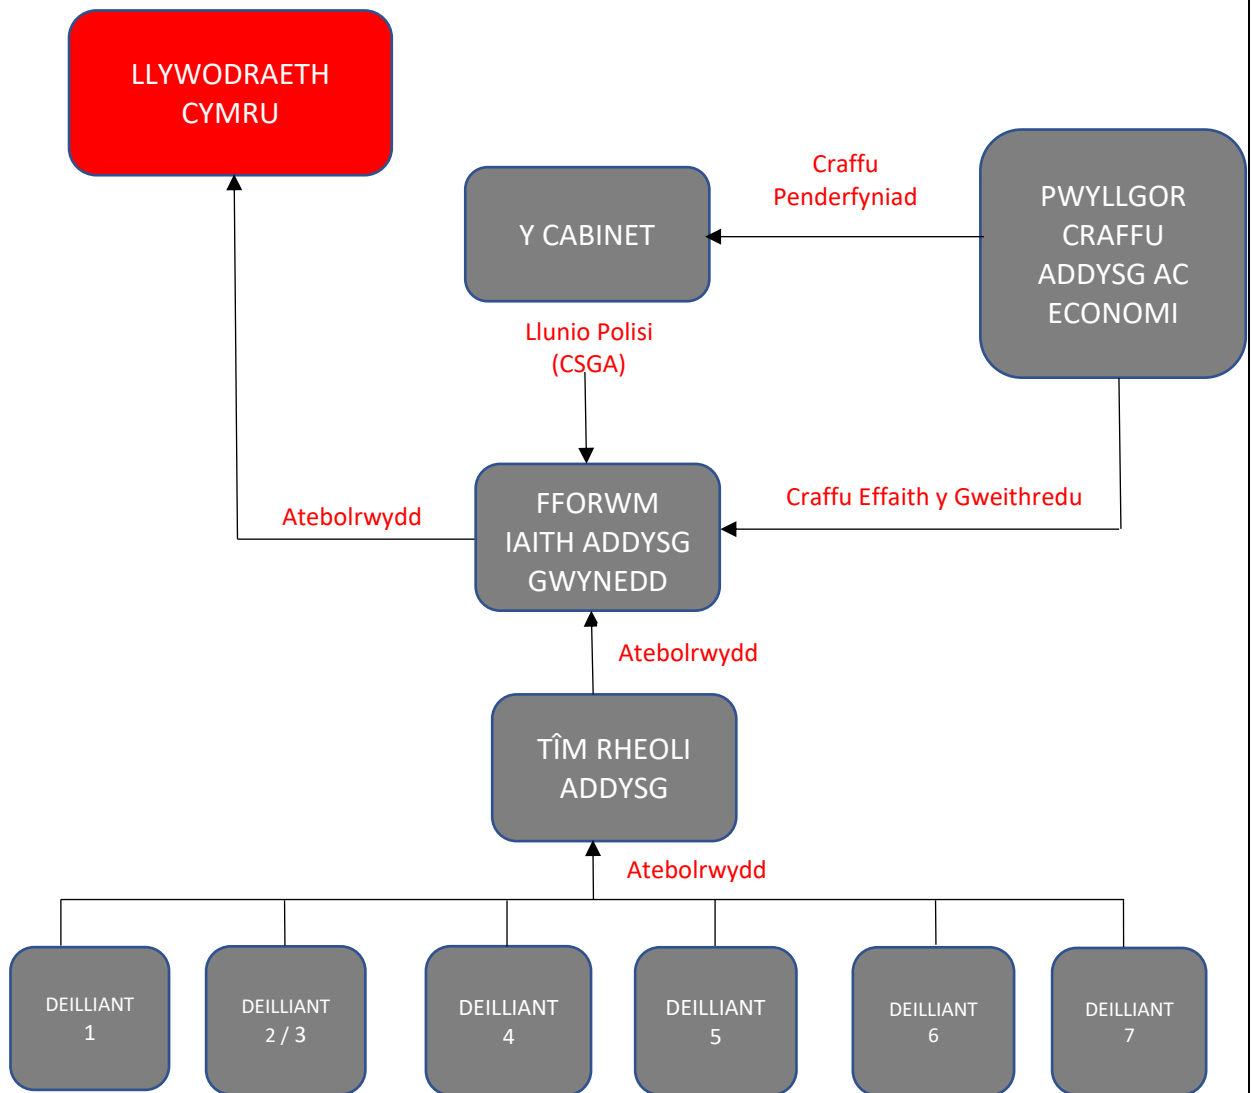 LLYWODRAETH
CYMRU
Craffu
Penderfyniad
PWYLLGOR
CRAFFU
ADDYSG AC
ECONOMI
Y CABINET
Llunio Polisi
(CSGA)
FFORWM
IAITH ADDYSG
GWYNEDD
Craffu Effaith y Gweithredu
Atebolrwydd
Atebolrwydd
TÎM RHEOLI
ADDYSG
Atebolrwydd
DEILLIANT
1
DEILLIANT
2 / 3
DEILLIANT
4
DEILLIANT
5
DEILLIANT
6
DEILLIANT
7